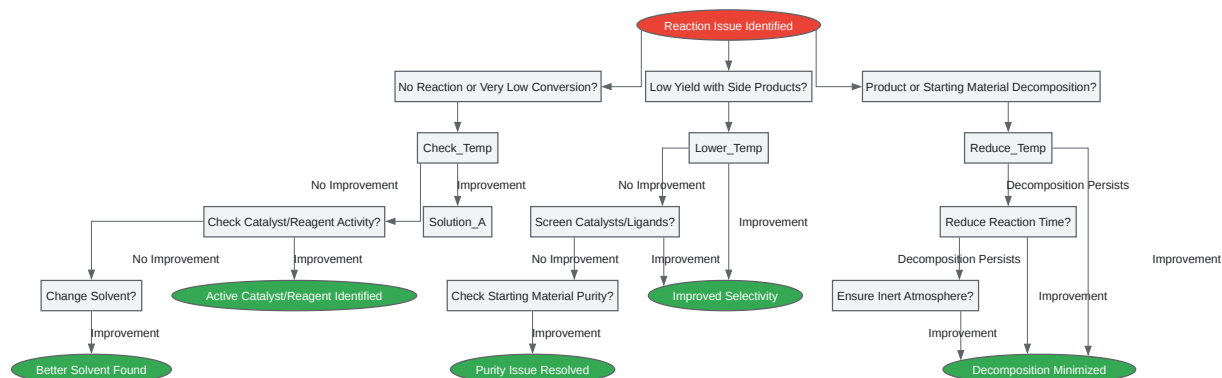 Reaction Issue Identified
No Reaction or Very Low Conversion?
Low Yield with Side Products?
Product or Starting Material Decomposition?
Check_Temp
Lower_Temp
Reduce_Temp
No Improvement
Improvement
No Improvement
Decomposition Persists
Check Catalyst/Reagent Activity?
Solution_A
Screen Catalysts/Ligands?
Improvement
Reduce Reaction Time?
No Improvement
Improvement
No Improvement
Improvement
Decomposition Persists
Improvement
Change Solvent?
Active Catalyst/Reagent Identified
Check Starting Material Purity?
Improved Selectivity
Ensure Inert Atmosphere?
Improvement
Improvement
Improvement
Improvement
Better Solvent Found
Purity Issue Resolved
Decomposition Minimized